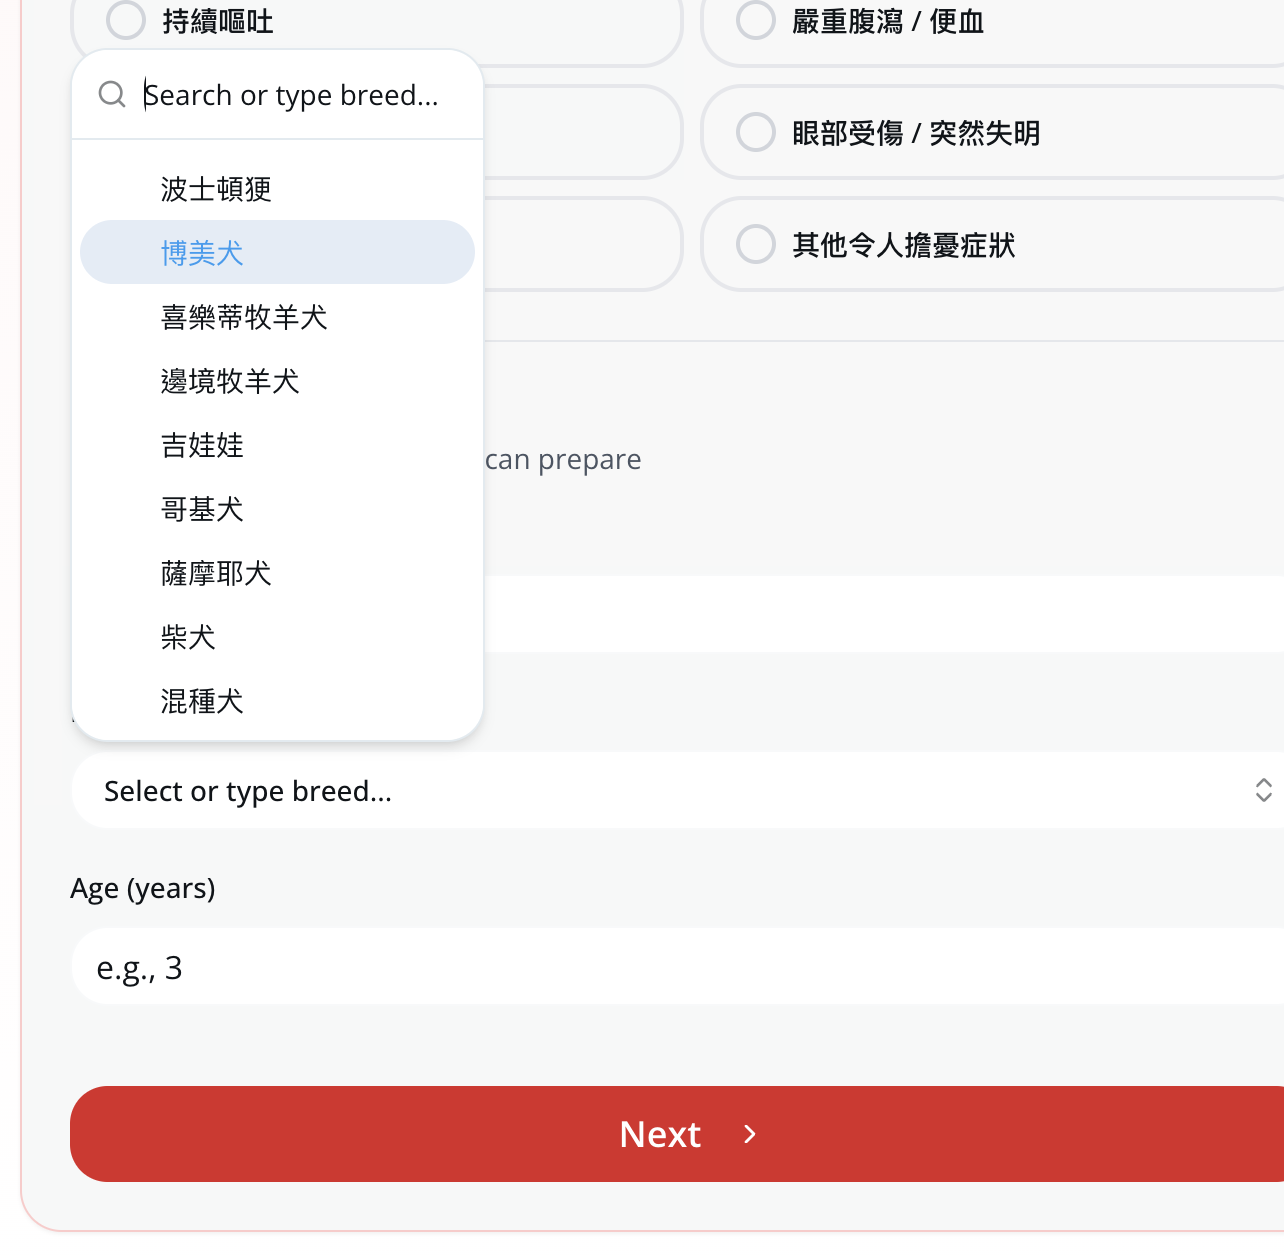 持續嘔吐
嚴重腹瀉 / 便血
Search or type breed...
眼部受傷 / 突然失明
波士頓㹴
博美犬
其他令人擔憂症狀
喜樂蒂牧羊犬
邊境牧羊犬
吉娃娃
can prepare
哥基犬
薩摩耶犬
柴犬
混種犬
Select or type breed...
Age (years)
e.g., 3
Next